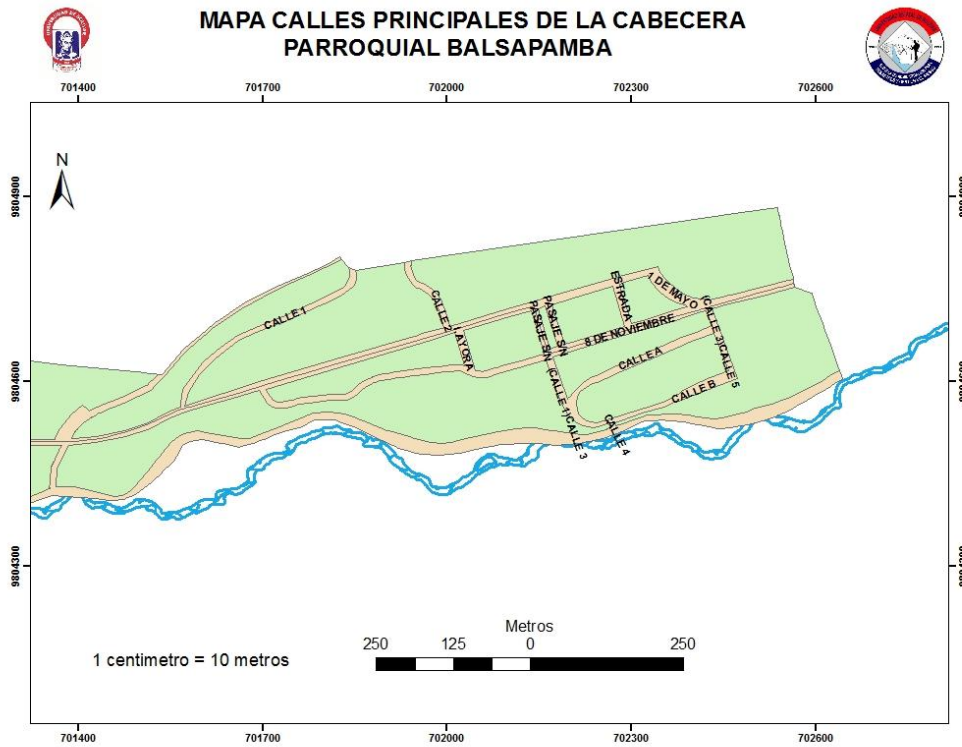 MAPA CALLES PRINCIPALES DE LA CABECERA
PARROQUIAL BALSAPAMBA
701400 701700 702000 702300 702600
N
9804900 9804900
ESTRADA
1 DE MAYO
CALLE 2
PASAJE S/N
PASAJE S/N
(CALLE 3)CALLE 5
CALLE 1
8 DE NOVIEMBRE
AYORA
CALLE A
9804600
(CALLE 1)CALLE 3
CALLE B
CALLE 4
9804300 9804300
Metros
250 125 0 250
1 centimetro = 10 metros
701400 701700 702000 702300 702600